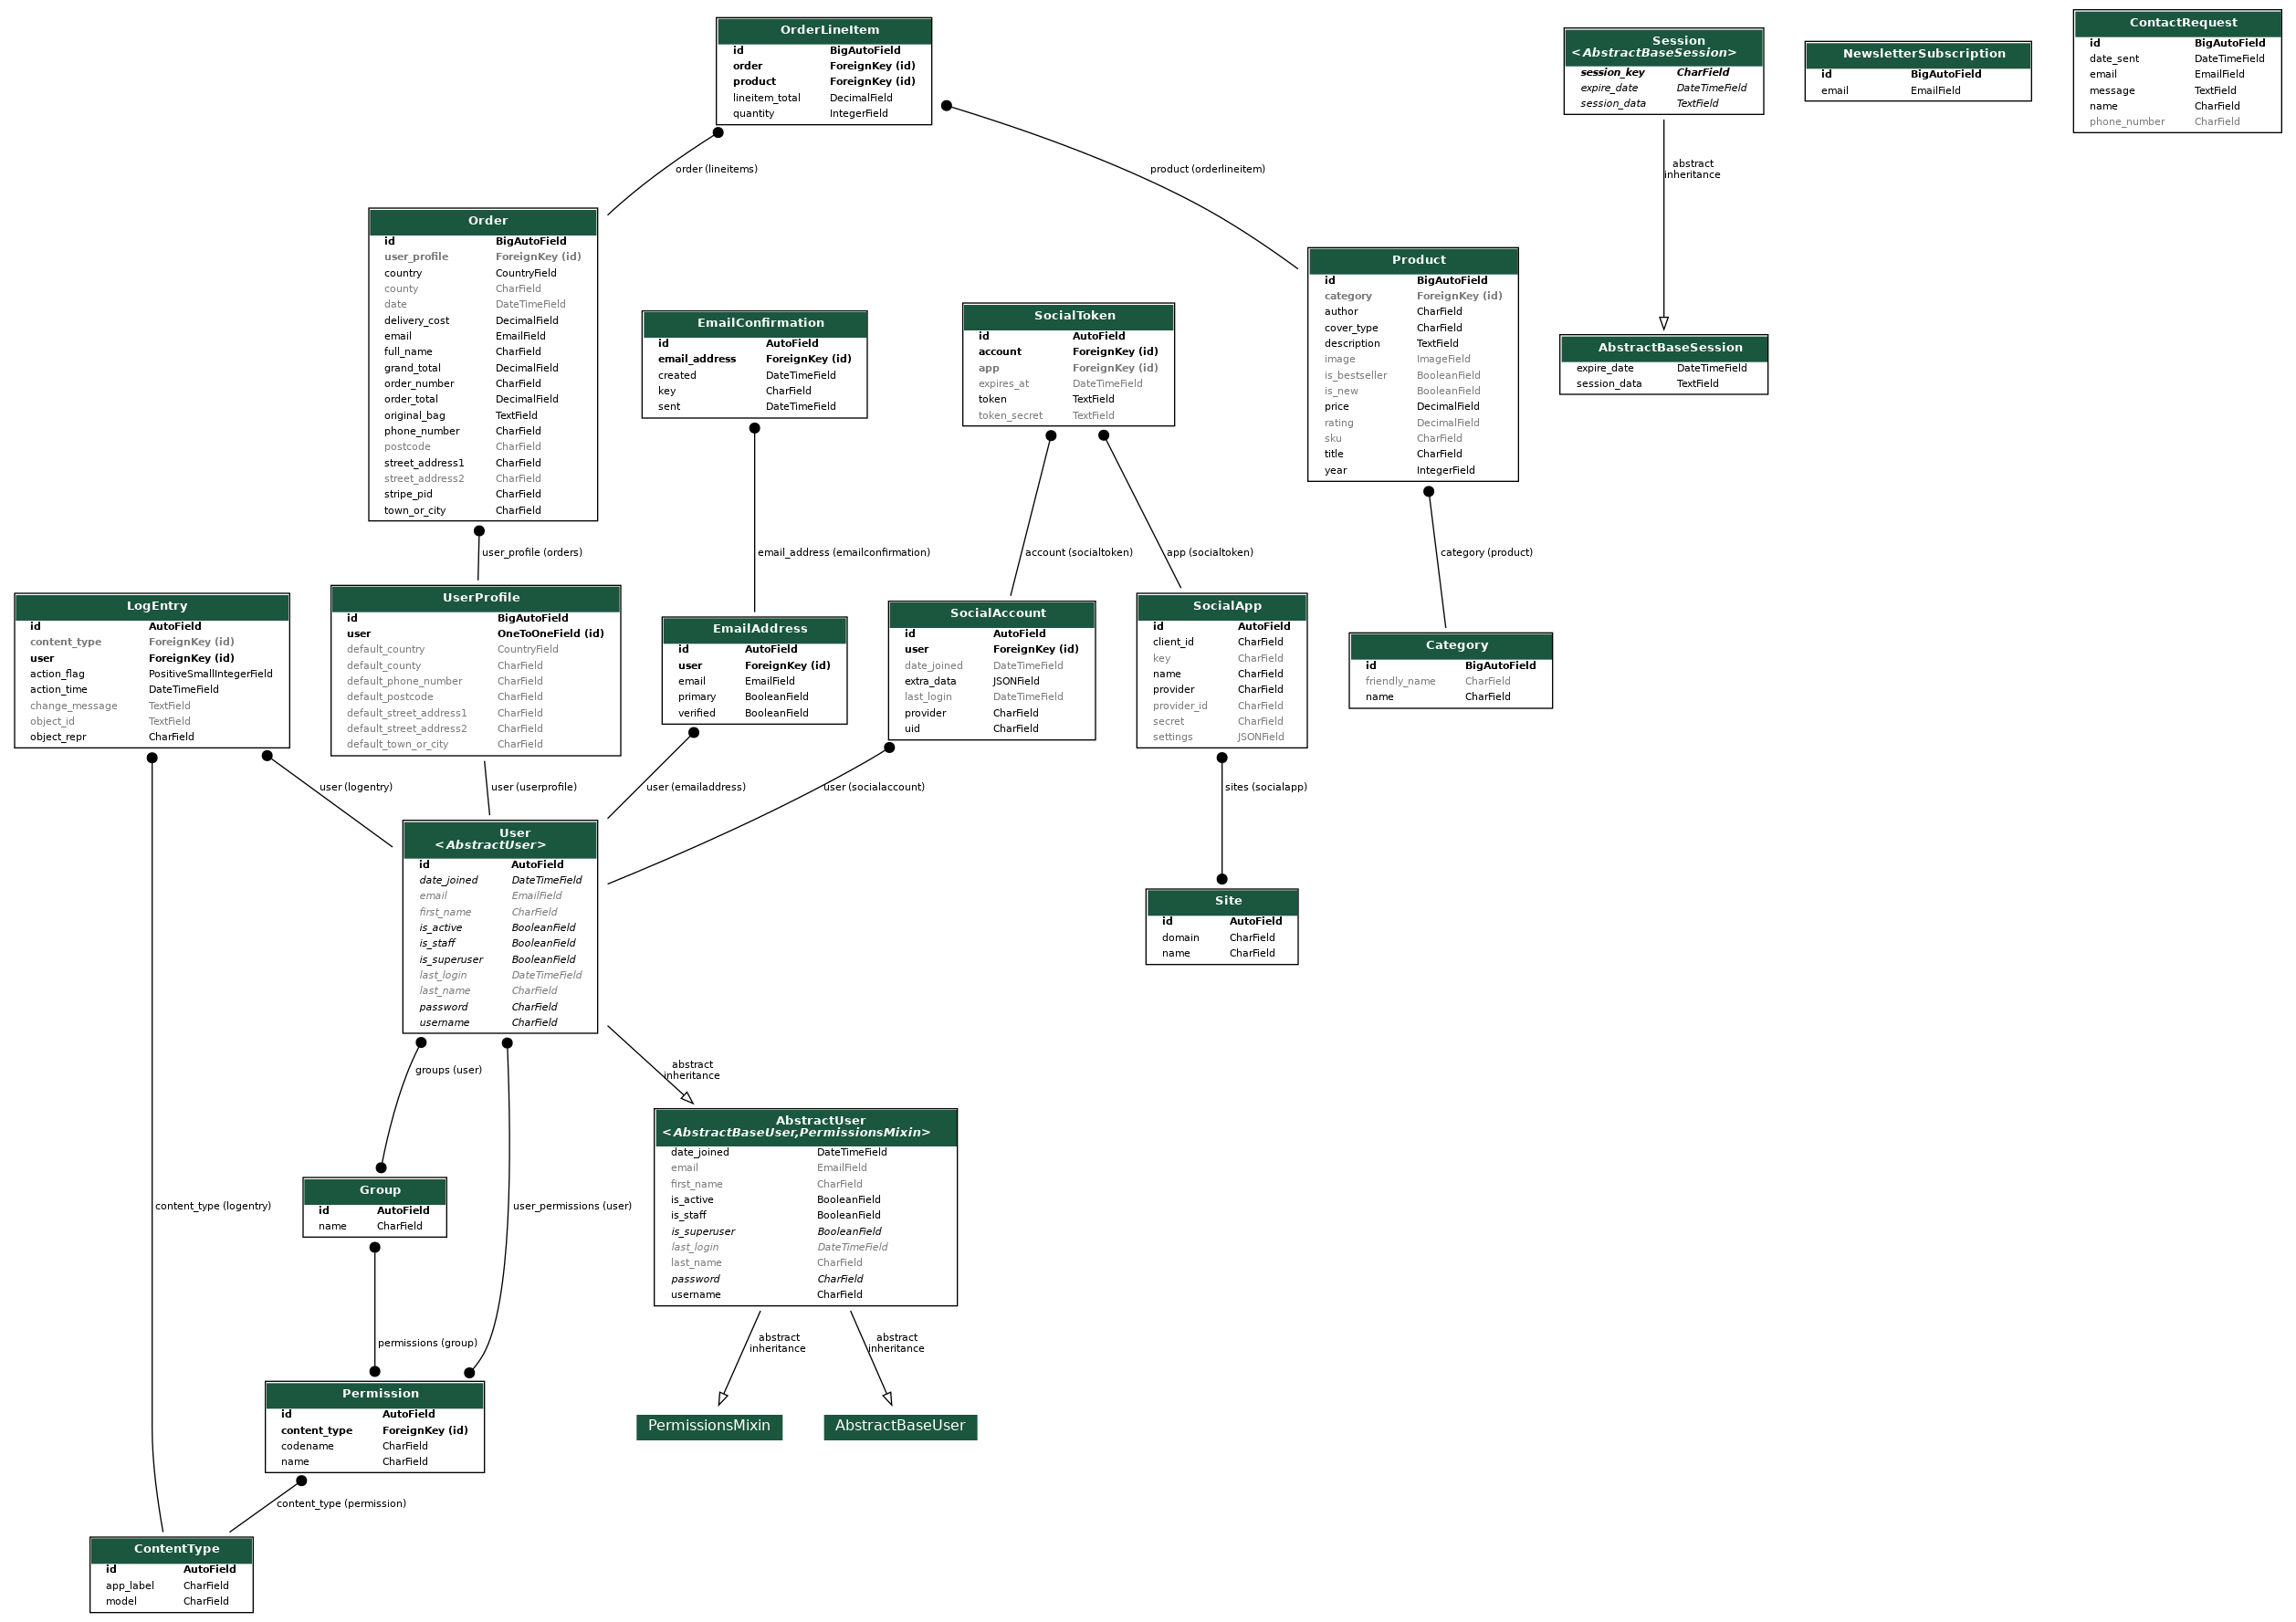 OrderLineItem
id BigAutoField
order ForeignKey (id)
product ForeignKey (id)
lineitem_total DecimalField
quantity IntegerField
Session
<AbstractBaseSession>
session_key CharField
expire_date DateTimeField
session_data TextField
NewsletterSubscription
id BigAutoField
email EmailField
ContactRequest
id BigAutoField
date_sent DateTimeField
email EmailField
message TextField
name CharField
phone_number CharField
order (lineitems)
product (orderlineitem)
abstract
inheritance
Order
id BigAutoField
user_profile ForeignKey (id)
country CountryField
county CharField
date DateTimeField
delivery_cost DecimalField
email EmailField
full_name CharField
grand_total DecimalField
order_number CharField
order_total DecimalField
original_bag TextField
phone_number CharField
postcode CharField
street_address1 CharField
street_address2 CharField
stripe_pid CharField
town_or_city CharField
EmailConfirmation
id AutoField
email_address ForeignKey (id)
created DateTimeField
key CharField
sent DateTimeField
SocialToken
id AutoField
account ForeignKey (id)
app ForeignKey (id)
expires_at DateTimeField
token TextField
token_secret TextField
Product
id BigAutoField
category ForeignKey (id)
author CharField
cover_type CharField
description TextField
image ImageField
is_bestseller BooleanField
is_new BooleanField
price DecimalField
rating DecimalField
sku CharField
title CharField
year IntegerField
AbstractBaseSession
expire_date DateTimeField
session_data TextField
user_profile (orders)
email_address (emailconfirmation)
account (socialtoken)
app (socialtoken)
category (product)
LogEntry
id AutoField
content_type ForeignKey (id)
user ForeignKey (id)
action_flag PositiveSmallIntegerField
action_time DateTimeField
change_message TextField
object_id TextField
object_repr CharField
UserProfile
id BigAutoField
user OneToOneField (id)
default_country CountryField
default_county CharField
default_phone_number CharField
default_postcode CharField
default_street_address1 CharField
default_street_address2 CharField
default_town_or_city CharField
EmailAddress
id AutoField
user ForeignKey (id)
email EmailField
primary BooleanField
verified BooleanField
SocialAccount
id AutoField
user ForeignKey (id)
date_joined DateTimeField
extra_data JSONField
last_login DateTimeField
provider CharField
uid CharField
SocialApp
id AutoField
client_id CharField
key CharField
name CharField
provider CharField
provider_id CharField
secret CharField
settings JSONField
Category
id BigAutoField
friendly_name CharField
name CharField
user (logentry)
user (userprofile)
user (emailaddress)
user (socialaccount)
sites (socialapp)
User
<AbstractUser>
id AutoField
date_joined DateTimeField
email EmailField
first_name CharField
is_active BooleanField
is_staff BooleanField
is_superuser BooleanField
last_login DateTimeField
last_name CharField
password CharField
username CharField
Site
id AutoField
domain CharField
name CharField
groups (user)
abstract
inheritance
AbstractUser
<AbstractBaseUser,PermissionsMixin>
date_joined DateTimeField
email EmailField
first_name CharField
is_active BooleanField
is_staff BooleanField
is_superuser BooleanField
last_login DateTimeField
last_name CharField
password CharField
username CharField
Group
id AutoField
name CharField
content_type (logentry)
user_permissions (user)
permissions (group)
abstract
inheritance
abstract
inheritance
Permission
id AutoField
content_type ForeignKey (id)
codename CharField
name CharField
PermissionsMixin
AbstractBaseUser
content_type (permission)
ContentType
id AutoField
app_label CharField
model CharField